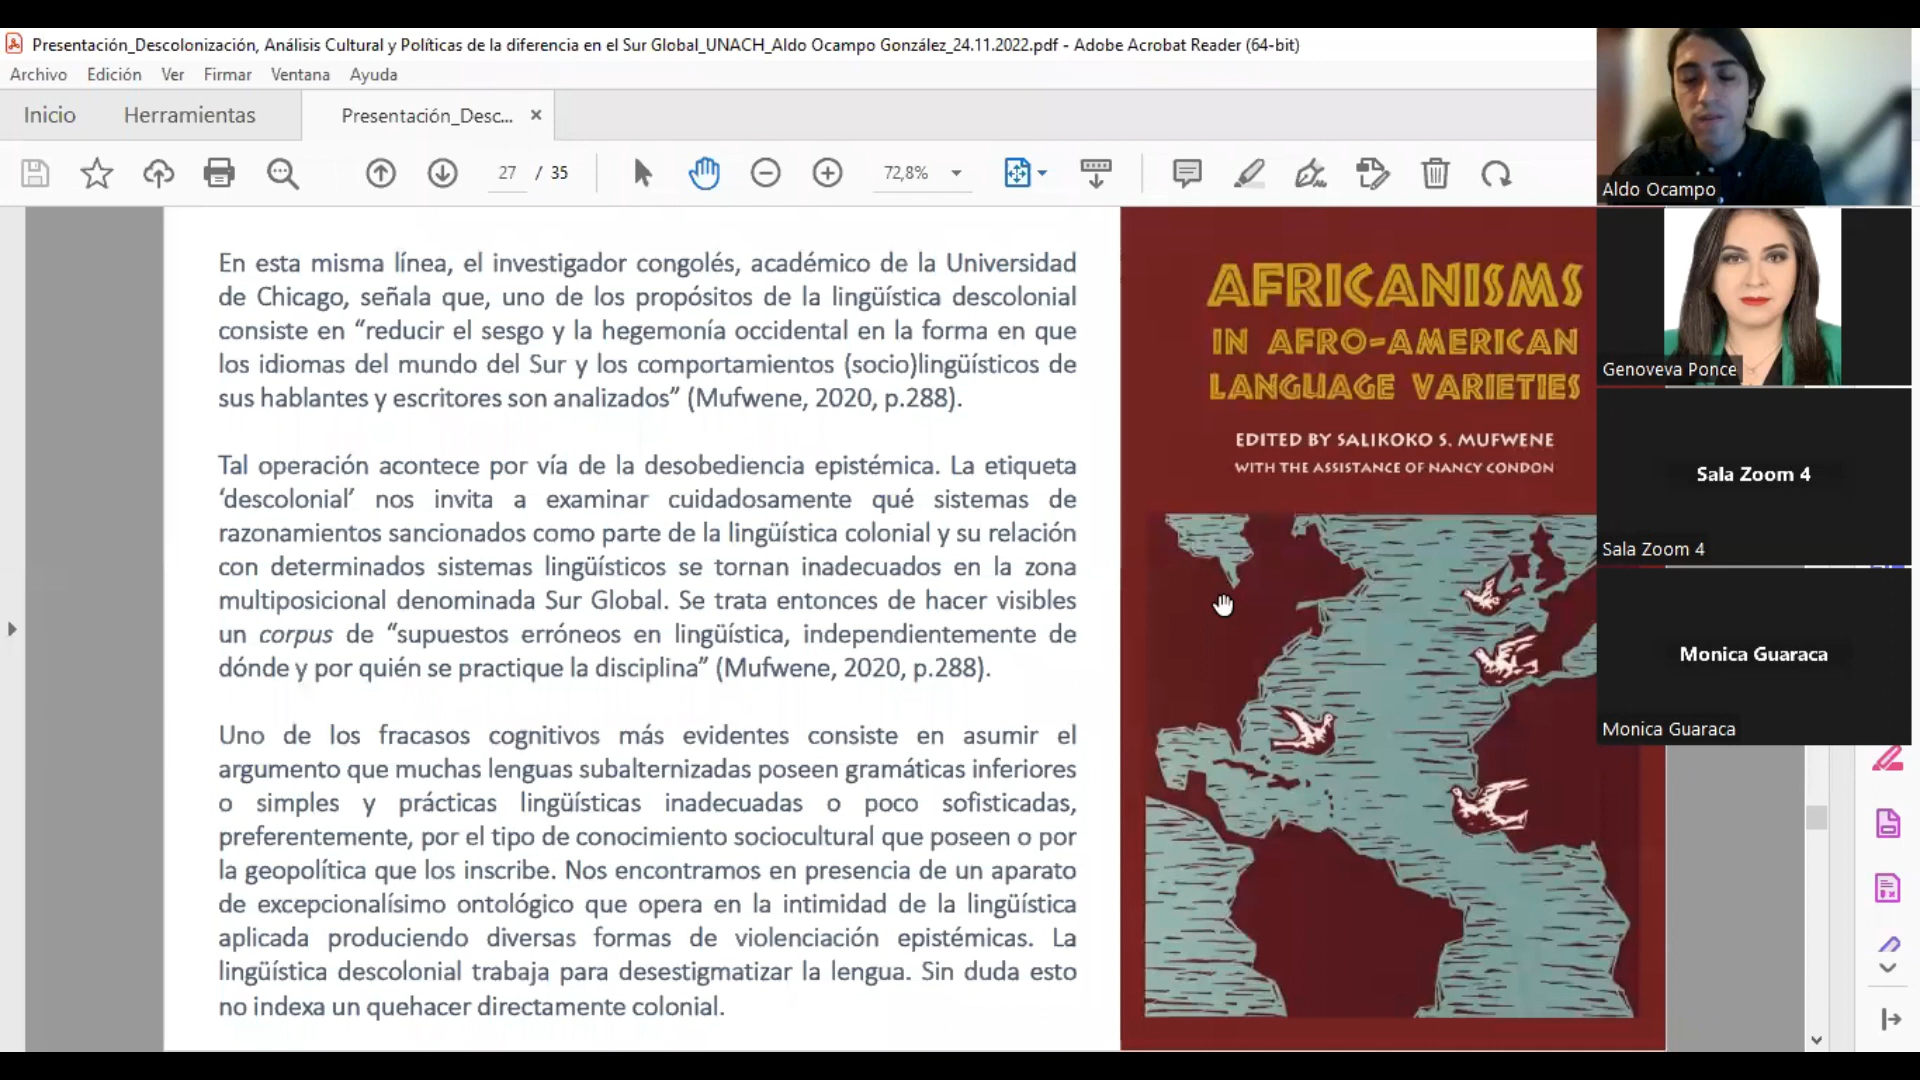 Presentación_Descolonización, Análisis Cultural y Políticas de la diferencia en el Sur Global_UNACH_Aldo Ocampo González_24.11.2022.pdf - Adobe Acrobat Reader (64-bit)
Archivo Edición Ver Firmar Ventana Ayuda
Inicio Herramientas Presentación_Desc... ×
27 / 35 72,8%
En esta misma línea, el investigador congolés, académico de la Universidad
de Chicago, señala que, uno de los propósitos de la lingüística descolonial
consiste en “reducir el sesgo y la hegemonía occidental en la forma en que
los idiomas del mundo del Sur y los comportamientos (socio)lingüísticos de
sus hablantes y escritores son analizados” (Mufwene, 2020, p.288).
Tal operación acontece por vía de la desobediencia epistémica. La etiqueta
‘descolonial’ nos invita a examinar cuidadosamente qué sistemas de
razonamientos sancionados como parte de la lingüística colonial y su relación
con determinados sistemas lingüísticos se tornan inadecuados en la zona
multiposicional denominada Sur Global. Se trata entonces de hacer visibles
un corpus de “supuestos erróneos en lingüística, independientemente de
dónde y por quién se practique la disciplina” (Mufwene, 2020, p.288).
Uno de los fracasos cognitivos más evidentes consiste en asumir el
argumento que muchas lenguas subalternizadas poseen gramáticas inferiores
o simples y prácticas lingüísticas inadecuadas o poco sofisticadas,
preferentemente, por el tipo de conocimiento sociocultural que poseen o por
la geopolítica que los inscribe. Nos encontramos en presencia de un aparato
de excepcionalísimo ontológico que opera en la intimidad de la lingüística
aplicada produciendo diversas formas de violenciación epistémicas. La
lingüística descolonial trabaja para desestigmatizar la lengua. Sin duda esto
no indexa un quehacer directamente colonial.
AFRICANISMS
IN AFRO-AMERICAN
LANGUAGE VARIETIES
EDITED BY SALIKOKO S. MUFWENE
WITH THE ASSISTANCE OF NANCY CONDON
Aldo Ocampo
Genoveva Ponce
Sala Zoom 4
Sala Zoom 4
Monica Guaraca
Monica Guaraca